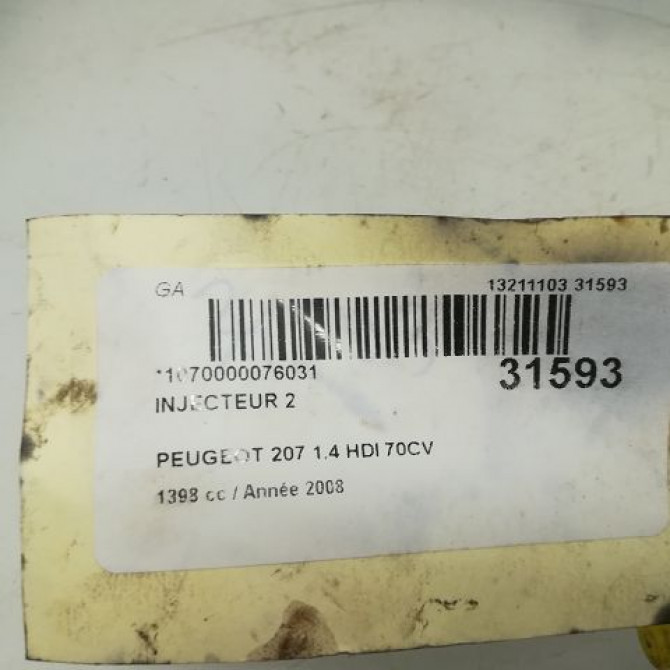 GA 13211103 31593
*1070000076031 31593
INJECTEUR 2
PEUGEOT 207 1.4 HDI 70CV
1398 cc / Année 2008